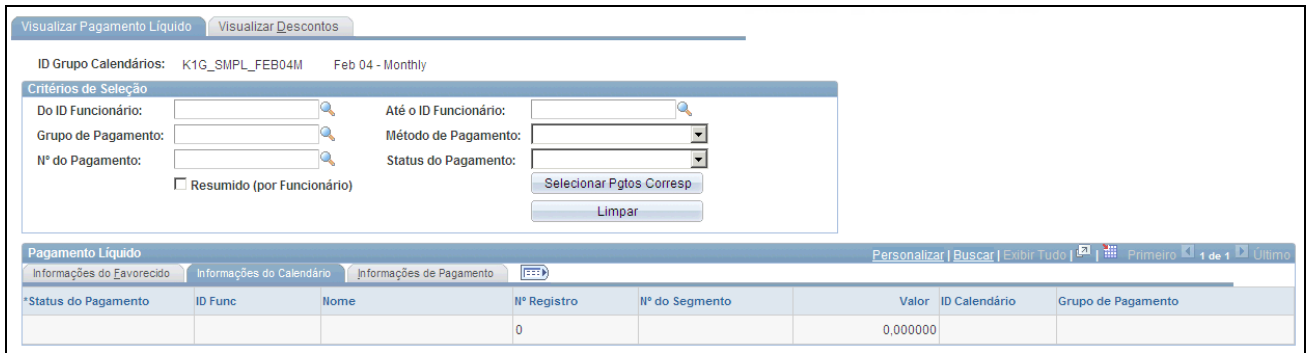 Visualizar Pagamento Líquido Visualizar Descontos
ID Grupo Calendários: K1G_SMPL_FEB04M Feb 04 - Monthly
Critérios de Seleção
Do ID Funcionário: Até o ID Funcionário:
Grupo de Pagamento: Método de Pagamento:
Nº do Pagamento: Status do Pagamento:
Resumido (por Funcionário) Selecionar Pgtos Corresp
Limpar
Pagamento Líquido Personalizar | Buscar | Exibir Tudo | | Primeiro 1 de 1 Último
Informações do Favorecido Informações do Calendário Informações de Pagamento
*Status do Pagamento ID Func Nome Nº Registro Nº do Segmento Valor ID Calendário Grupo de Pagamento
0 0,000000